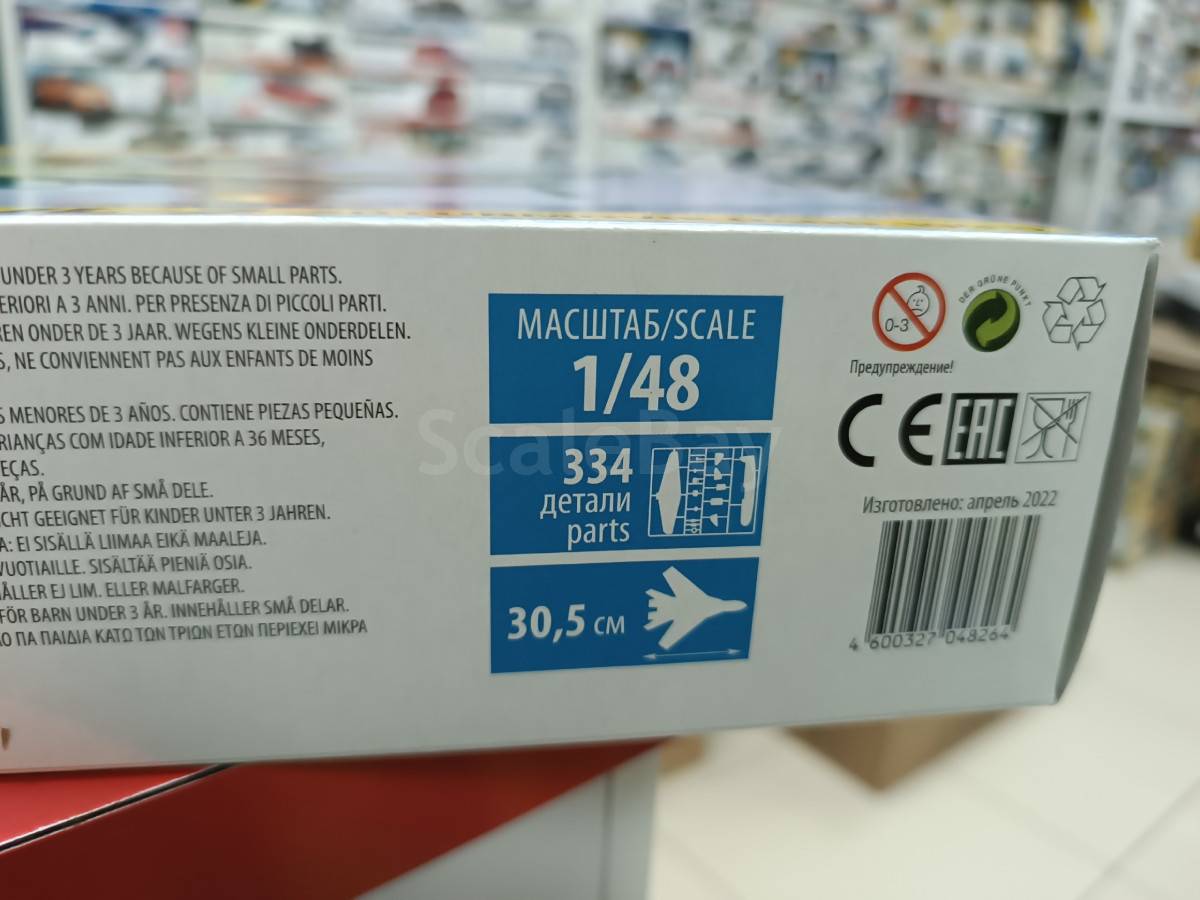 UNDER 3 YEARS BECAUSE OF SMALL PARTS.
ERIORI A 3 ANNI. PER PRESENZA DI PICCOLI PARTI.
REN ONDER DE 3 JAAR. WEGENS KLEINE ONDERDELEN.
S, NE CONVIENNENT PAS AUX ENFANTS DE MOINS
S MENORES DE 3 AÑOS. CONTIENE PIEZAS PEQUEÑAS.
RIANÇAS COM IDADE INFERIOR A 36 MESES,
EÇAS.
ÅR, PÅ GRUND AF SMÅ DELE.
CHT GEEIGNET FÜR KINDER UNTER 3 JAHREN.
A: EI SISÄLLÄ LIIMAA EIKÄ MAALEJA.
VUOTIAILLE. SISÄLTÄÄ PIENIÄ OSIA.
ÅLLER EJ LIM. ELLER MALFARGER.
FÖR BARN UNDER 3 ÅR. INNEHÅLLER SMÅ DELAR.
ΛΟ ΓΙΑ ΠΑΙΔΙΑ ΚΑΤΩ ΤΩΝ ΤΡΙΩΝ ΕΤΩΝ ΠΕΡΙΕΧΕΙ ΜΙΚΡΑ
МАСШТАБ/SCALE
1/48
334
детали
parts
30,5 см
ScaleBay
0-3
DER GRÜNE PUNKT
Предупреждение!
CE EAC
Изготовлено: апрель 2022
4 600327 048264